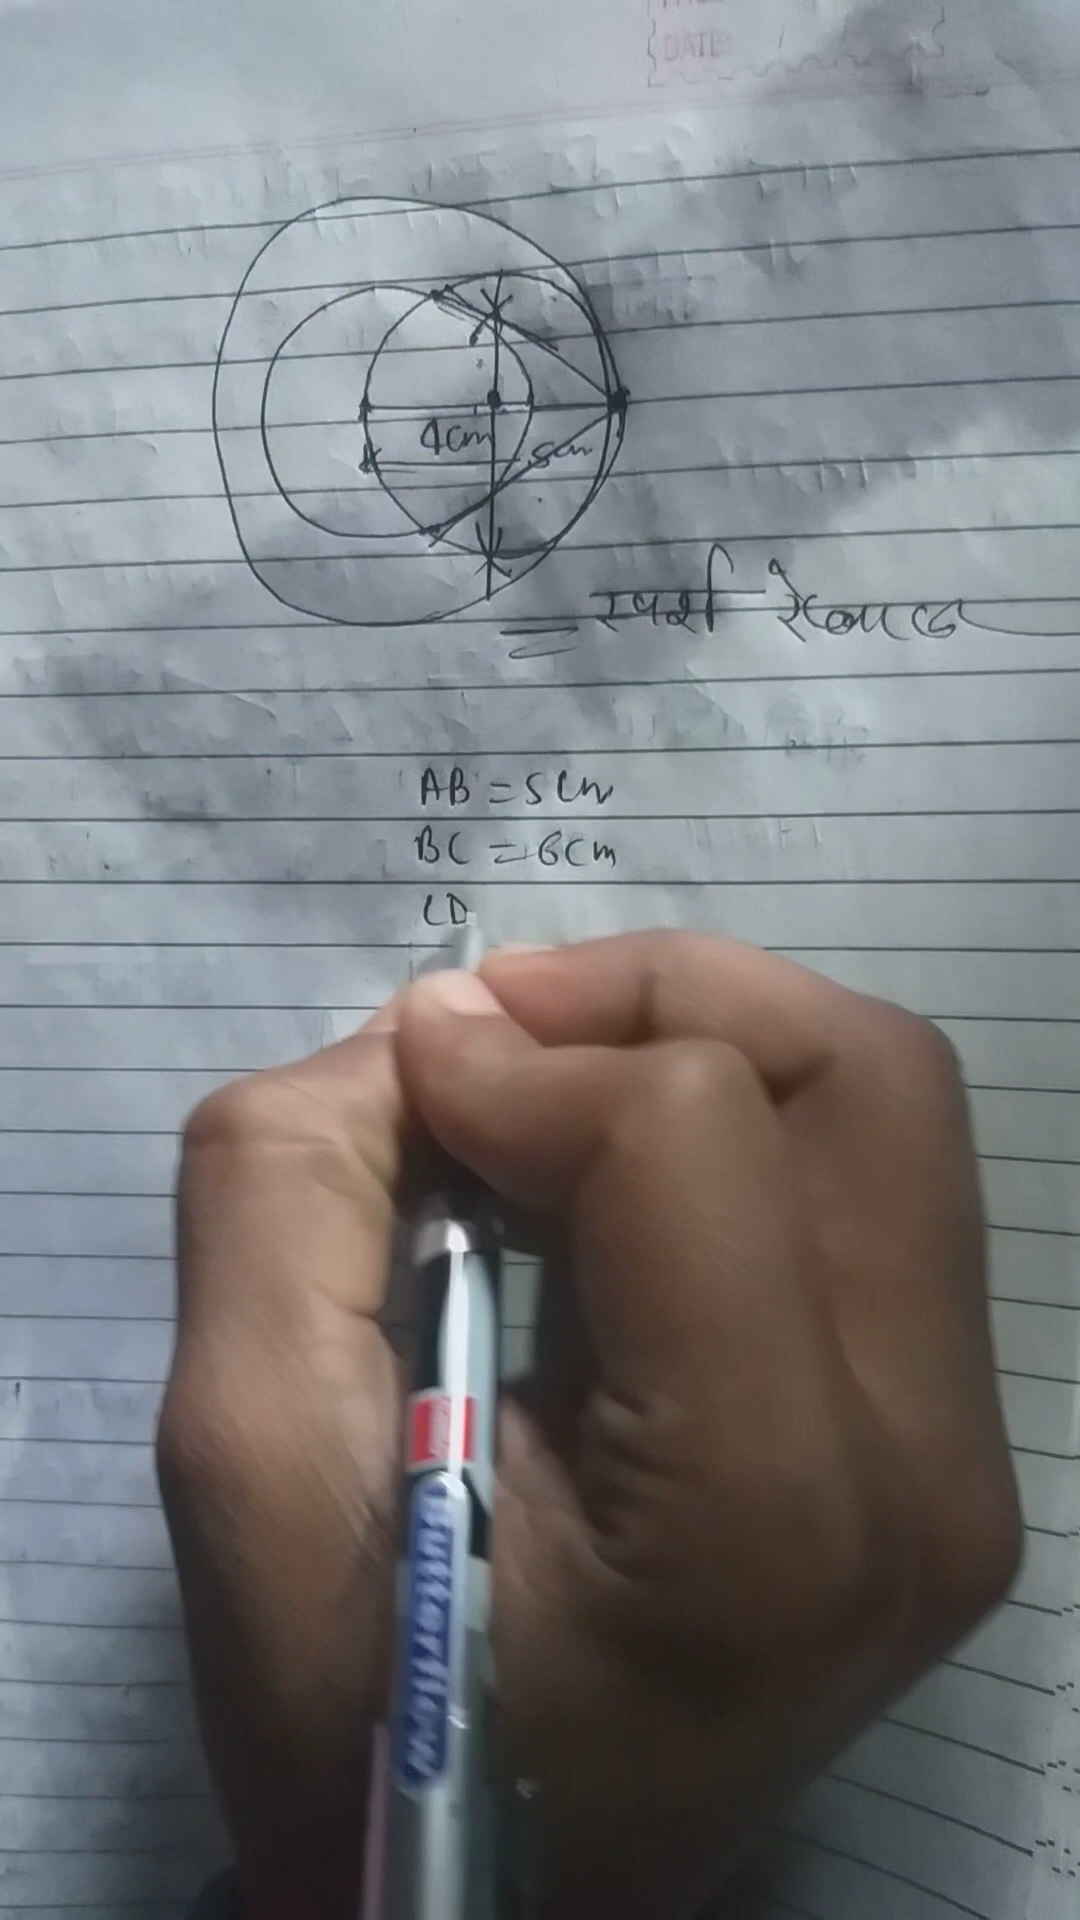 DATE: / /
4cm
5cm
= स्पर्श रेखाएं
AB = 5cm
BC = 6cm
CD